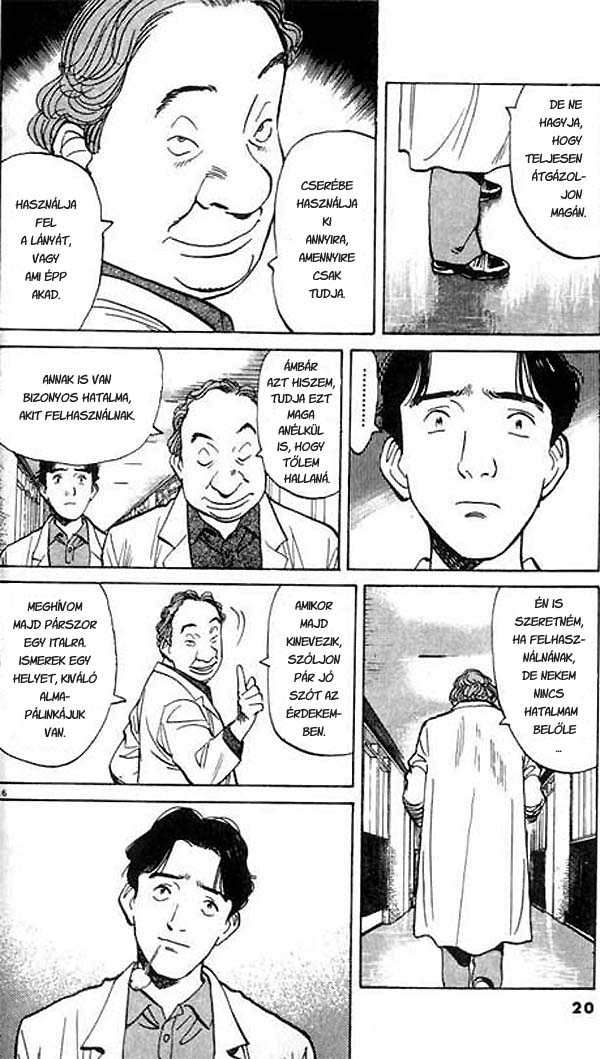 DE NE
HAGYJA,
HOGY
TELJESEN
ÁTGÁZOL-
JON
MAGÁN.
CSERÉBE
HASZNÁLJA
KI
ANNYIRA,
AMENNYIRE
CSAK
TUDJA.
HASZNÁLJA
FEL
A LÁNYÁT,
VAGY
AMI ÉPP
AKAD.
.........
ÁMBÁR
AZT HISZEM,
TUDJA EZT
MAGA
ANÉLKÜL
IS, HOGY
TŐLEM
HALLANÁ.
ANNAK IS VAN
BIZONYOS HATALMA,
AKIT FELHASZNÁLNAK.
ÉN IS
SZERETNÉM,
HA FELHASZ-
NÁLNÁNAK,
DE NEKEM
NINCS
HATALMAM
BELŐLE
...
AMIKOR
MAJD
KINEVEZIK,
SZÓLJON
PÁR JÓ
SZÓT AZ
ÉRDEKEM-
BEN.
MEGHÍVOM
MAJD PÁRSZOR
EGY ITALRA.
ISMEREK EGY
HELYET, KIVÁLÓ
ALMA-
PÁLINKÁJUK
VAN.
6
20